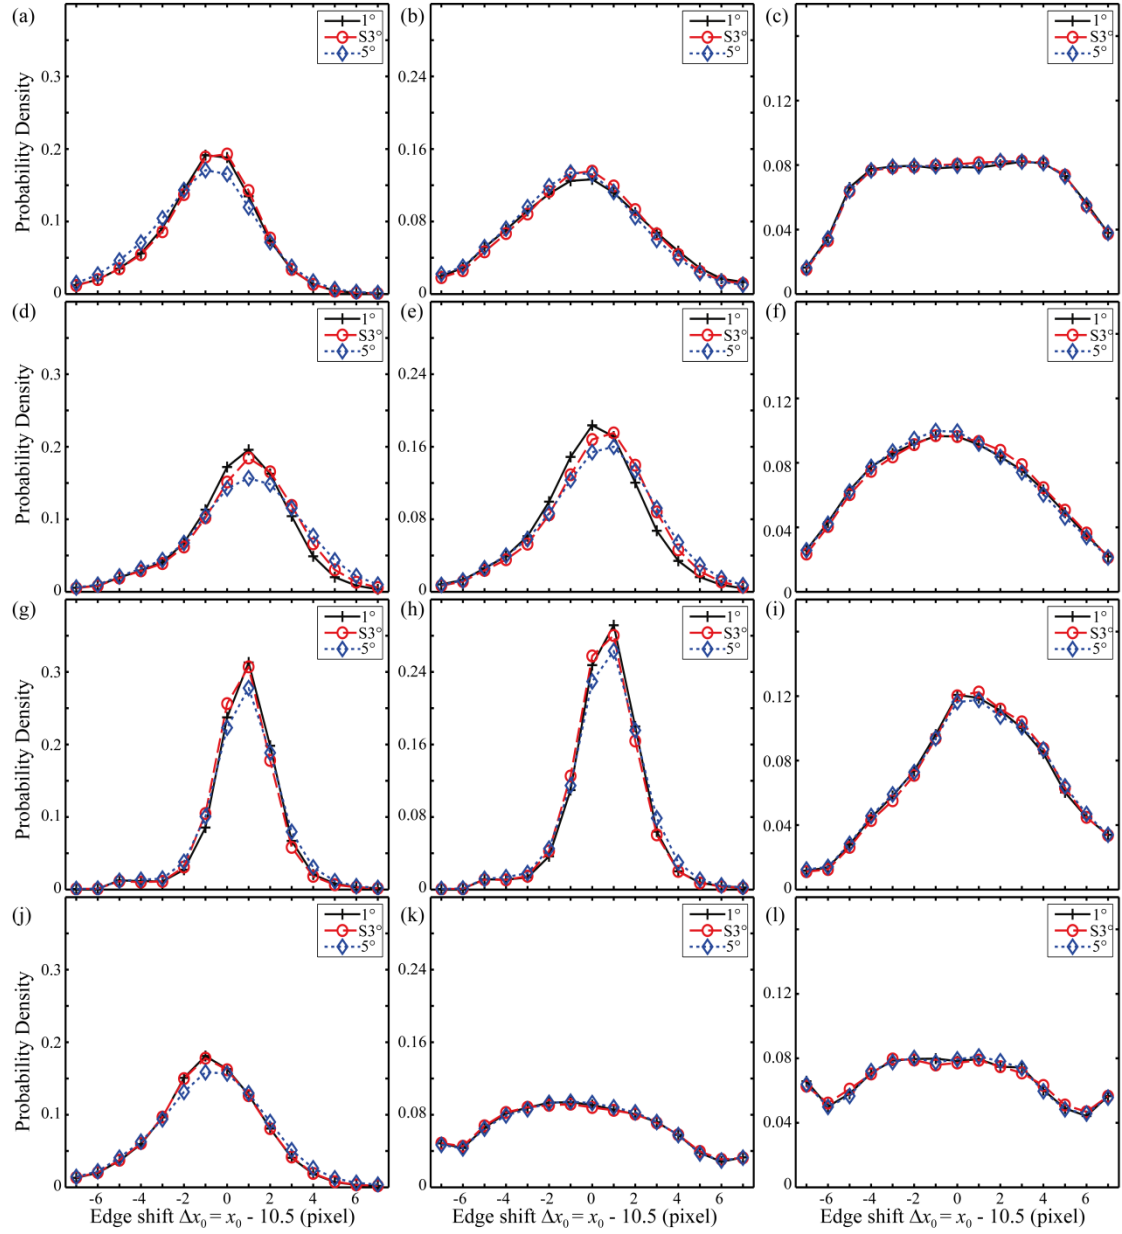 (a)
1°
S3°
5°
Probability Density
0.3
0.2
0.1
0
(b)
1°
S3°
5°
0.24
0.16
0.08
0
(c)
1°
S3°
5°
0.12
0.08
0.04
0
(d)
1°
S3°
5°
Probability Density
0.3
0.2
0.1
0
(e)
1°
S3°
5°
0.24
0.16
0.08
0
(f)
1°
S3°
5°
0.12
0.08
0.04
0
(g)
1°
S3°
5°
Probability Density
0.3
0.2
0.1
0
(h)
1°
S3°
5°
0.24
0.16
0.08
0
(i)
1°
S3°
5°
0.12
0.08
0.04
0
(j)
1°
S3°
5°
Probability Density
0.3
0.2
0.1
0
-6 -4 -2 0 2 4 6
Edge shift Δx₀ = x₀ - 10.5 (pixel)
(k)
1°
S3°
5°
0.24
0.16
0.08
0
-6 -4 -2 0 2 4 6
Edge shift Δx₀ = x₀ - 10.5 (pixel)
(l)
1°
S3°
5°
0.12
0.08
0.04
0
-6 -4 -2 0 2 4 6
Edge shift Δx₀ = x₀ - 10.5 (pixel)